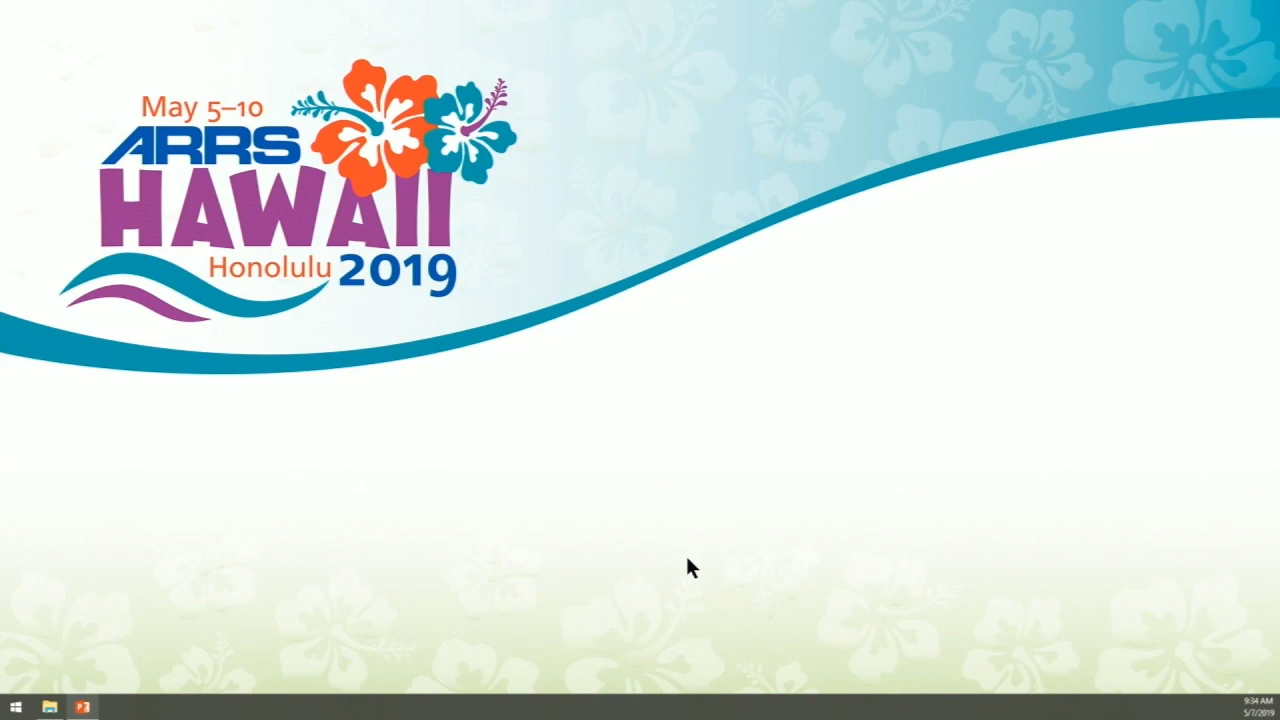 May 5–10
ARRS
HAWAII
Honolulu 2019
9:34 AM
5/7/2019